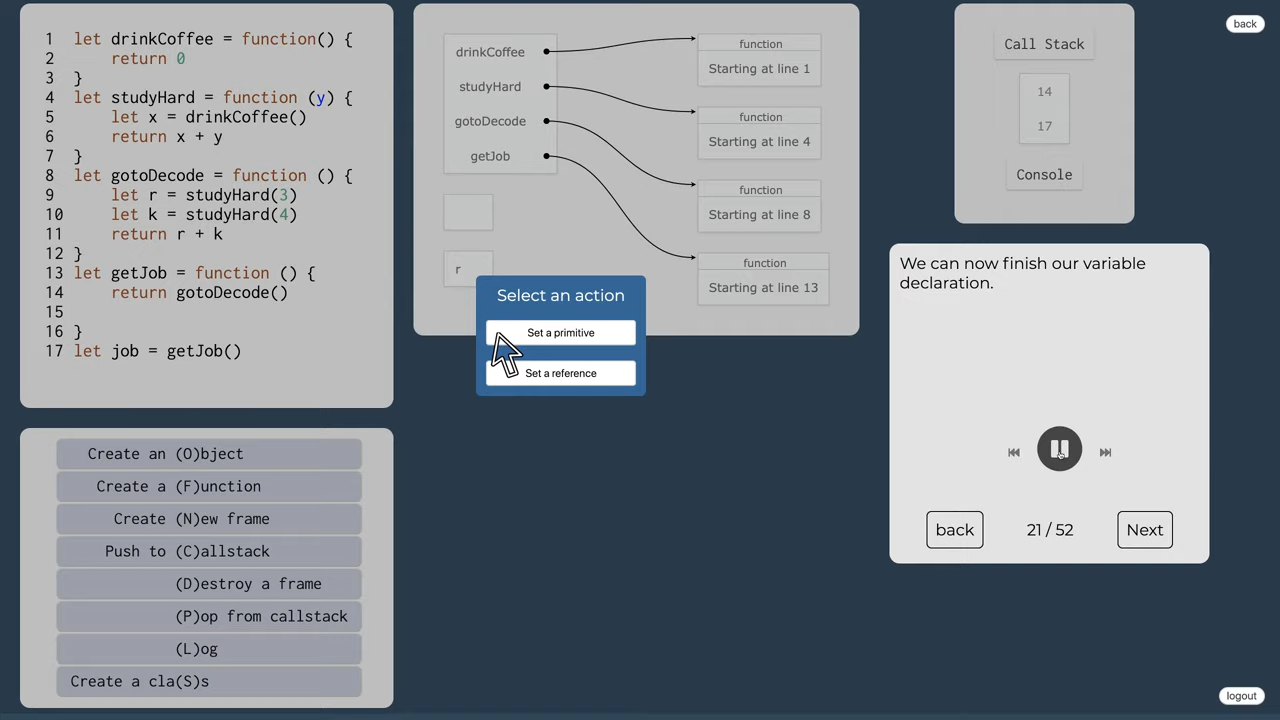 1 let drinkCoffee = function() {
2     return 0
3 }
4 let studyHard = function (y) {
5     let x = drinkCoffee()
6     return x + y
7 }
8 let gotoDecode = function () {
9     let r = studyHard(3)
10     let k = studyHard(4)
11     return r + k
12 }
13 let getJob = function () {
14     return gotoDecode()
15
16 }
17 let job = getJob()
Create an (O)bject
Create a (F)unction
Create (N)ew frame
Push to (C)allstack
(D)estroy a frame
(P)op from callstack
(L)og
Create a cla(S)s
drinkCoffee
studyHard
gotoDecode
getJob
r
function
Starting at line 1
function
Starting at line 4
function
Starting at line 8
function
Starting at line 13
Select an action
Set a primitive
Set a reference
Call Stack
14
17
Console
back
We can now finish our variable
declaration.
back 21 / 52 Next
logout